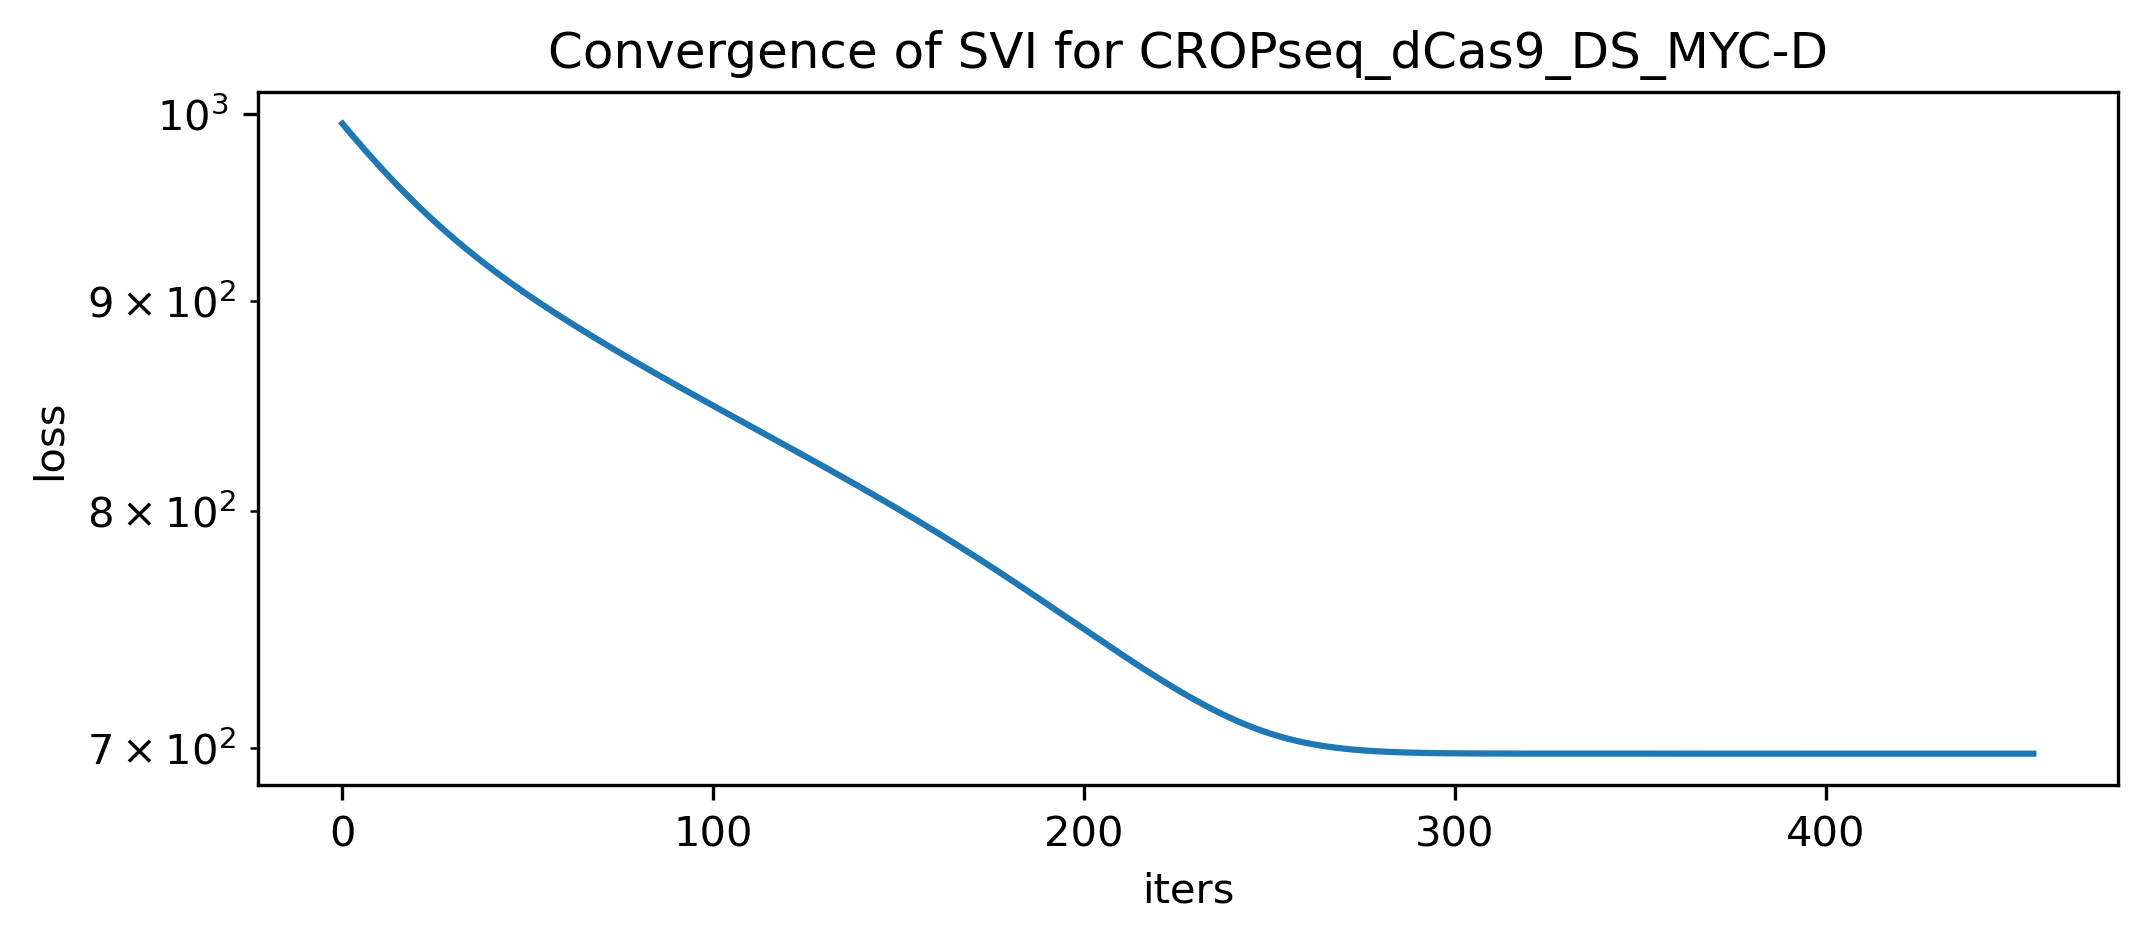 Convergence of SVI for CROPseq_dCas9_DS_MYC-D
10³
9 × 10²
8 × 10²
7 × 10²
loss
0 100 200 300 400
iters